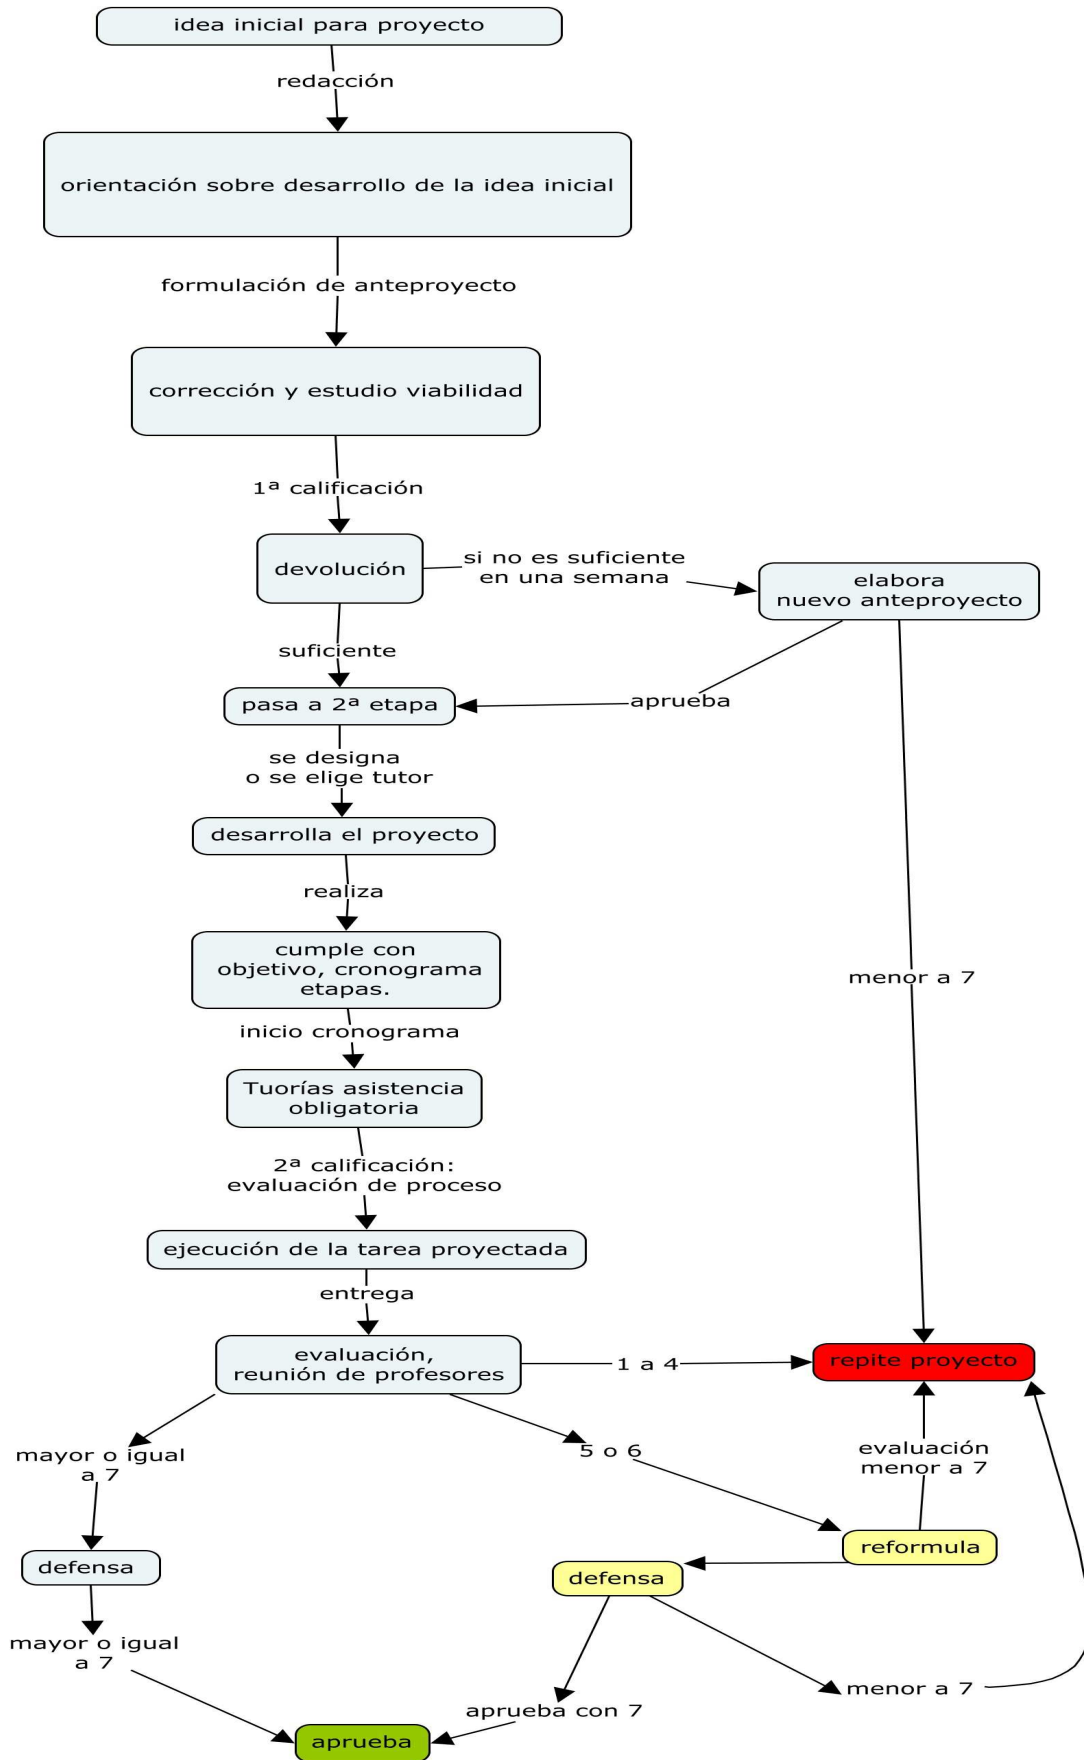 idea inicial para proyecto
redacción
orientación sobre desarrollo de la idea inicial
formulación de anteproyecto
corrección y estudio viabilidad
1ª calificación
devolución
si no es suficiente
en una semana
elabora
nuevo anteproyecto
suficiente
aprueba
pasa a 2ª etapa
se designa
o se elige tutor
desarrolla el proyecto
realiza
cumple con
objetivo, cronograma
etapas.
menor a 7
inicio cronograma
Tuorías asistencia
obligatoria
2ª calificación:
evaluación de proceso
ejecución de la tarea proyectada
entrega
evaluación,
reunión de profesores
1 a 4
repite proyecto
mayor o igual
a 7
5 o 6
evaluación
menor a 7
defensa
reformula
defensa
mayor o igual
a 7
menor a 7
aprueba con 7
aprueba